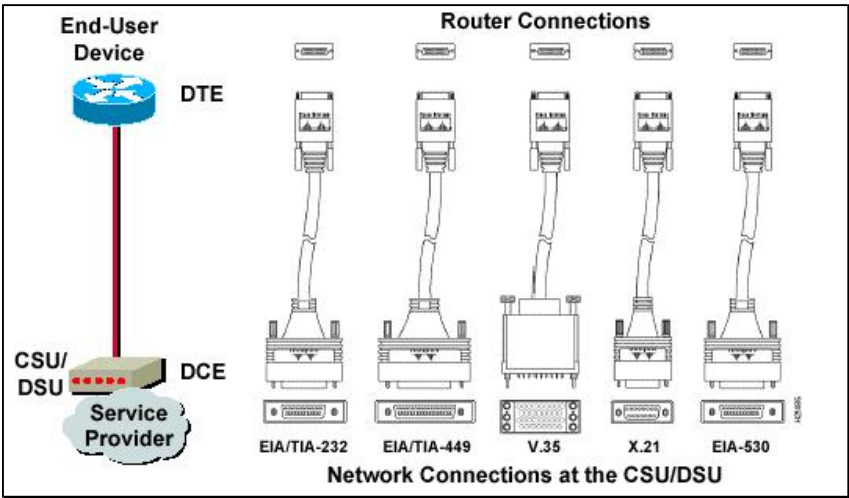 End-User
Device
DTE
CSU/
DSU
DCE
Service
Provider
Router Connections
EIA/TIA-232
EIA/TIA-449
V.35
X.21
EIA-530
Network Connections at the CSU/DSU